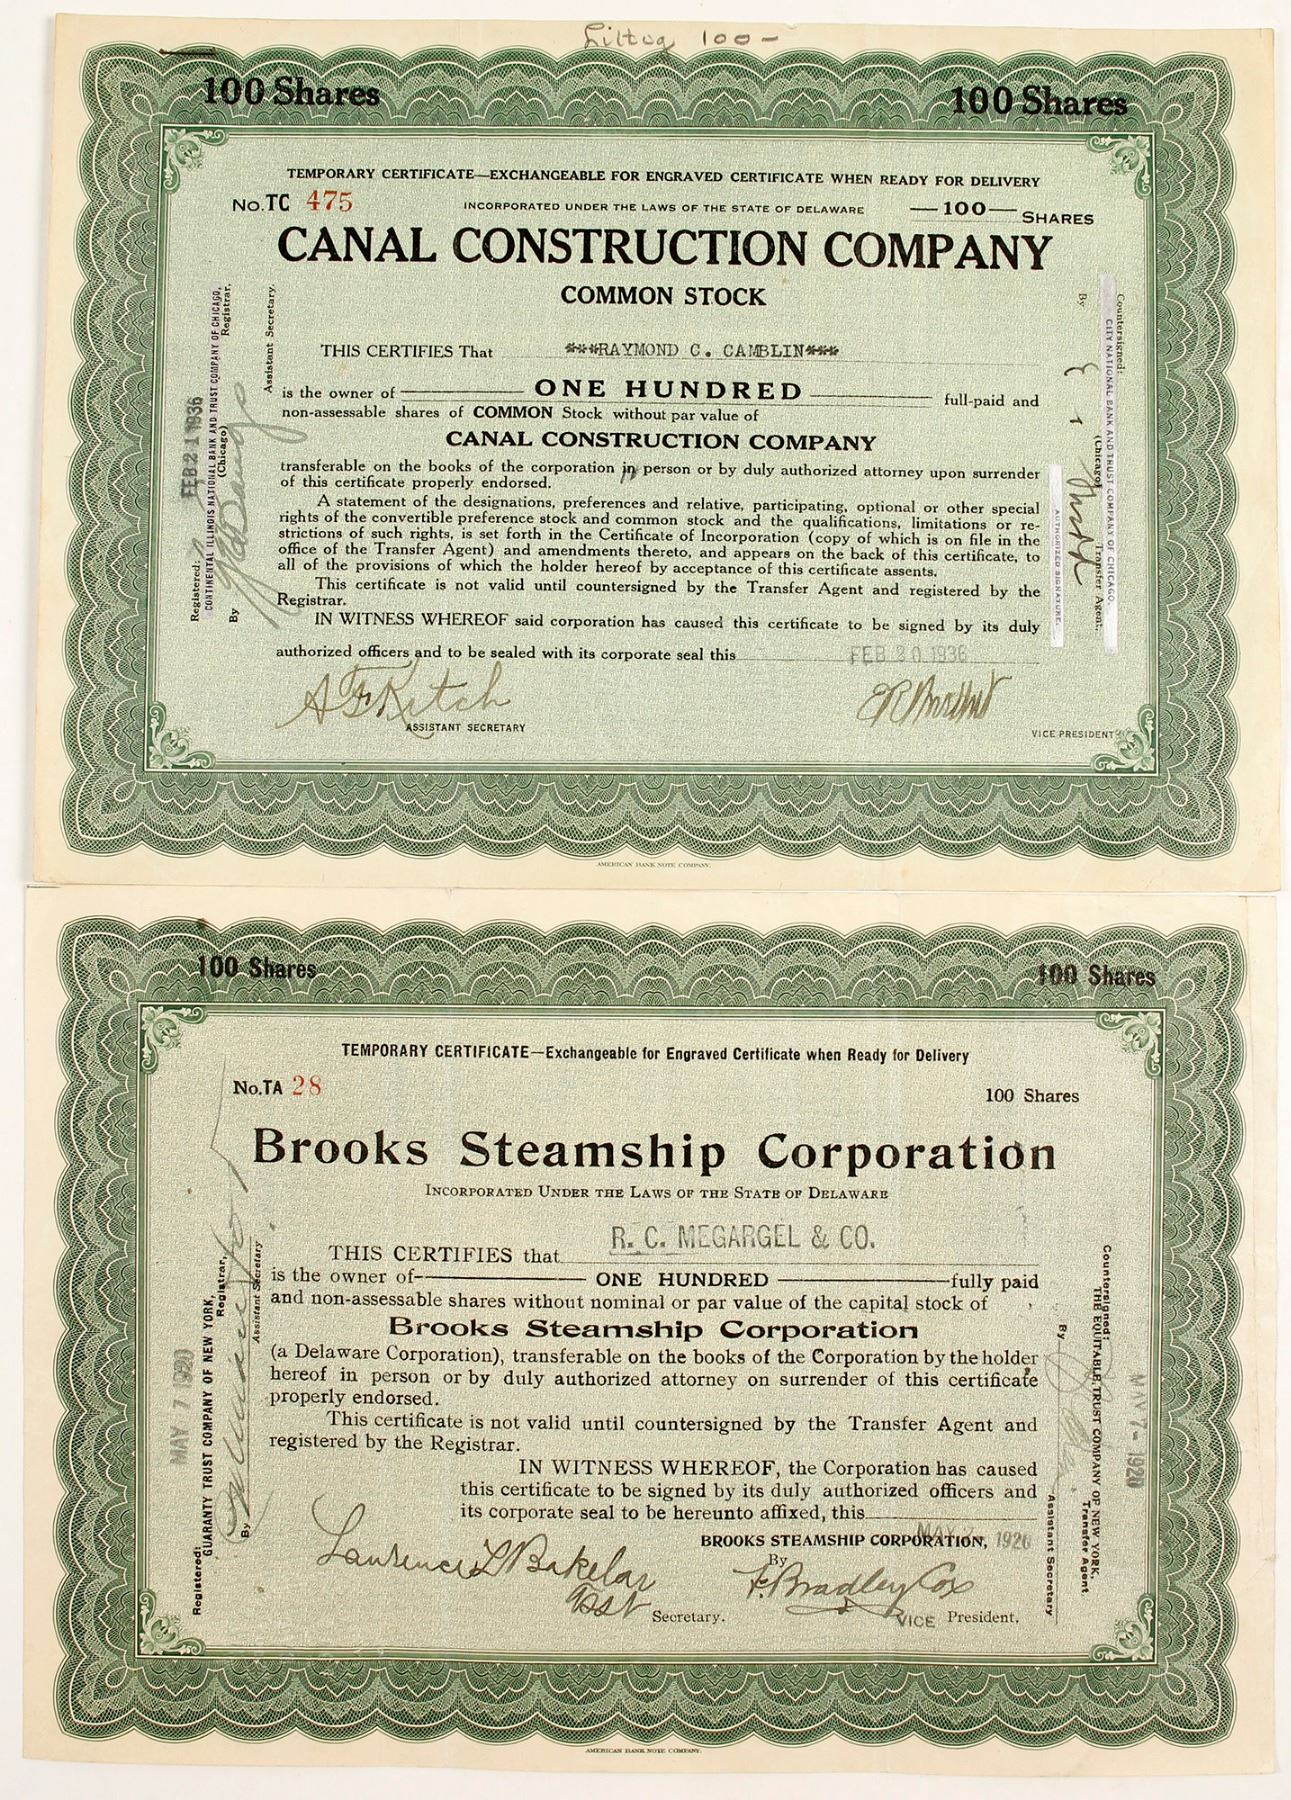 100 -
100 Shares 100 Shares
TEMPORARY CERTIFICATE—EXCHANGEABLE FOR ENGRAVED CERTIFICATE WHEN READY FOR DELIVERY
No. TC 475 INCORPORATED UNDER THE LAWS OF THE STATE OF DELAWARE —100— SHARES
CANAL CONSTRUCTION COMPANY
COMMON STOCK
THIS CERTIFIES That ***RAYMOND C. CAMBLIN***
is the owner of ONE HUNDRED full-paid and
non-assessable shares of COMMON Stock without par value of
CANAL CONSTRUCTION COMPANY
transferable on the books of the corporation in person or by duly authorized attorney upon surrender
of this certificate properly endorsed.
A statement of the designations, preferences and relative, participating, optional or other special
rights of the convertible preference stock and common stock and the qualifications, limitations or re-
strictions of such rights, is set forth in the Certificate of Incorporation (copy of which is on file in the
office of the Transfer Agent) and amendments thereto, and appears on the back of this certificate, to
all of the provisions of which the holder hereof by acceptance of this certificate assents.
This certificate is not valid until countersigned by the Transfer Agent and registered by the
Registrar.
IN WITNESS WHEREOF said corporation has caused this certificate to be signed by its duly
authorized officers and to be sealed with its corporate seal this FEB 20 1936
A F Kitch
ASSISTANT SECRETARY
VICE PRESIDENT
FEB 21 1936
Registered:
CONTINENTAL ILLINOIS NATIONAL BANK AND TRUST COMPANY OF CHICAGO,
(Chicago) Registrar,
By
Assistant Secretary.
Countersigned:
CITY NATIONAL BANK AND TRUST COMPANY OF CHICAGO,
(Chicago) Transfer Agent,
By
AUTHORIZED SIGNATURE.
AMERICAN BANK NOTE COMPANY.
100 Shares 100 Shares
TEMPORARY CERTIFICATE—Exchangeable for Engraved Certificate when Ready for Delivery
No. TA 28 100 Shares
Brooks Steamship Corporation
INCORPORATED UNDER THE LAWS OF THE STATE OF DELAWARE
THIS CERTIFIES that R. C. MEGARGEL & CO.
is the owner of ONE HUNDRED fully paid
and non-assessable shares without nominal or par value of the capital stock of
Brooks Steamship Corporation
(a Delaware Corporation), transferable on the books of the Corporation by the holder
hereof in person or by duly authorized attorney on surrender of this certificate
properly endorsed.
This certificate is not valid until countersigned by the Transfer Agent and
registered by the Registrar.
IN WITNESS WHEREOF, the Corporation has caused
this certificate to be signed by its duly authorized officers and
its corporate seal to be hereunto affixed, this
MAY 7- 1920
BROOKS STEAMSHIP CORPORATION,
By
Lawrence L Bakelar
Asst Secretary.
F. Bradley Cox
VICE President.
MAY 7 1920
Registered:
GUARANTY TRUST COMPANY OF NEW YORK,
Registrar,
By
Assistant Secretary
Countersigned:
THE EQUITABLE TRUST COMPANY OF NEW YORK,
Transfer Agent
By
Assistant Secretary
MAY 7- 1920
AMERICAN BANK NOTE COMPANY.